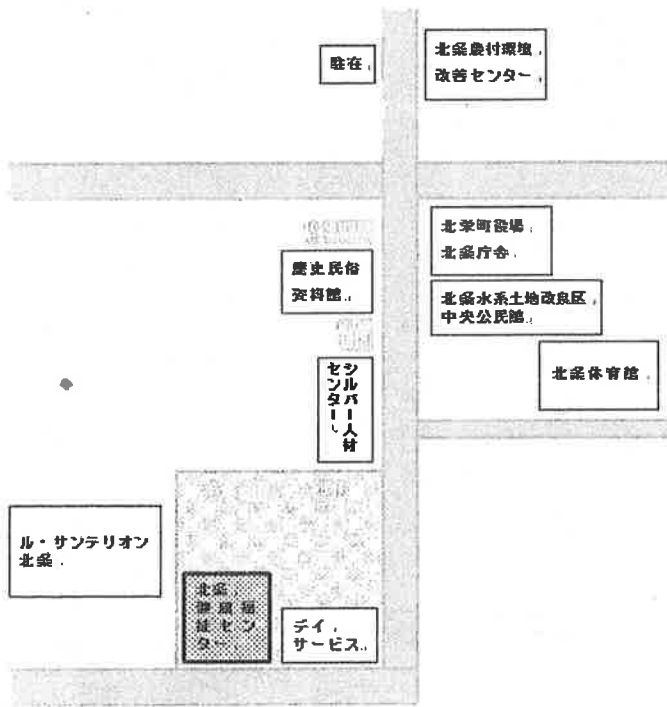 駐在
北条農村環境
改善センター
北栄町役場
北条庁舎
歴史民俗
資料館
北条水系土地改良区
中央公民館
北条体育館
シルバー人材
センター
ル・サンテリオン
北条
北条
健康福
祉セン
ター
デイ
サービス